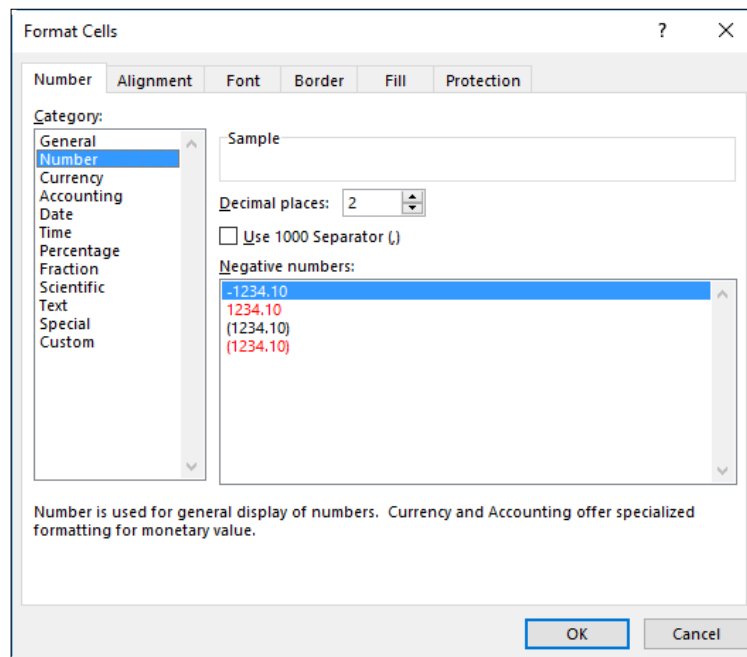 Format Cells ? ×
Number Alignment Font Border Fill Protection
Category:
General
Number
Currency
Accounting
Date
Time
Percentage
Fraction
Scientific
Text
Special
Custom
Sample
Decimal places: 2
Use 1000 Separator (,)
Negative numbers:
-1234.10
1234.10
(1234.10)
(1234.10)
Number is used for general display of numbers. Currency and Accounting offer specialized
formatting for monetary value.
OK Cancel